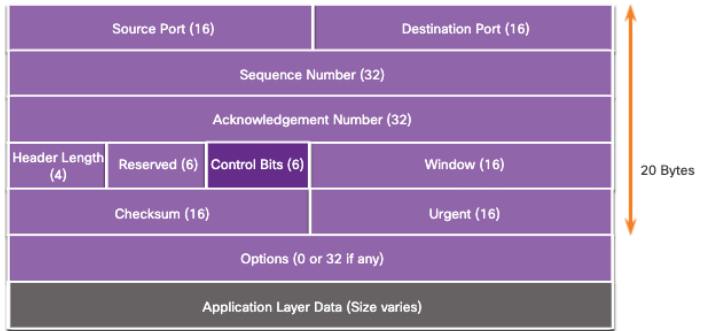 Source Port (16)
Destination Port (16)
Sequence Number (32)
Acknowledgement Number (32)
Header Length
(4)
Reserved (6)
Control Bits (6)
Window (16)
20 Bytes
Checksum (16)
Urgent (16)
Options (0 or 32 if any)
Application Layer Data (Size varies)